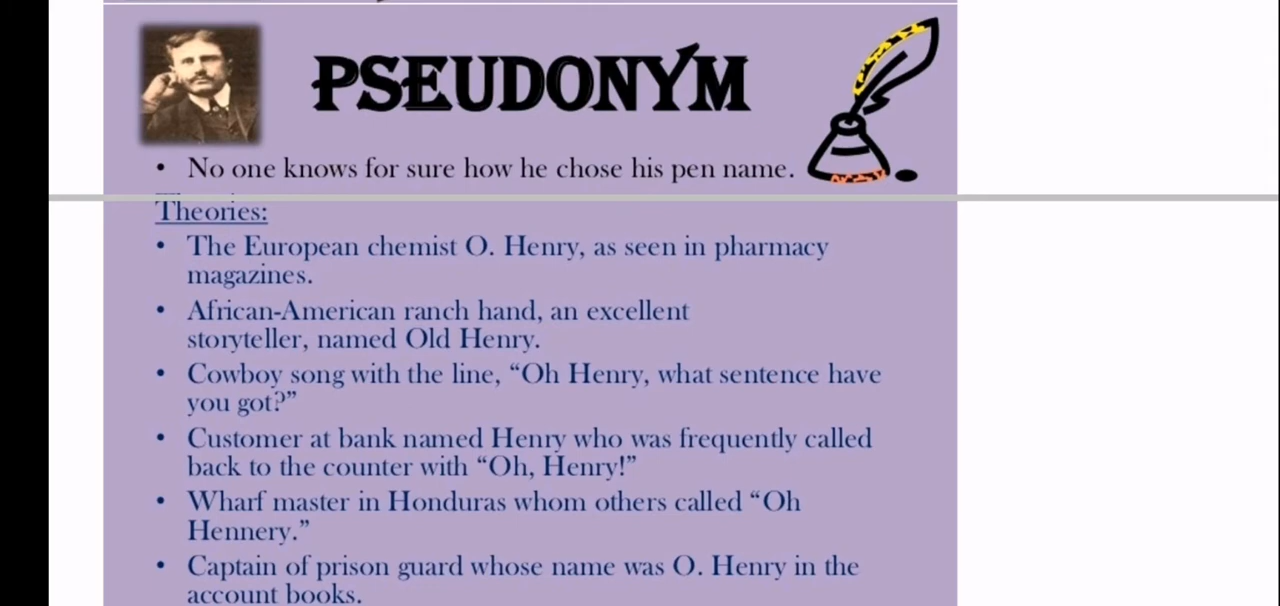 PSEUDONYM
• No one knows for sure how he chose his pen name.
Theories:
• The European chemist O. Henry, as seen in pharmacy
magazines.
• African-American ranch hand, an excellent
storyteller, named Old Henry.
• Cowboy song with the line, “Oh Henry, what sentence have
you got?”
• Customer at bank named Henry who was frequently called
back to the counter with “Oh, Henry!”
• Wharf master in Honduras whom others called “Oh
Hennery.”
• Captain of prison guard whose name was O. Henry in the
account books.